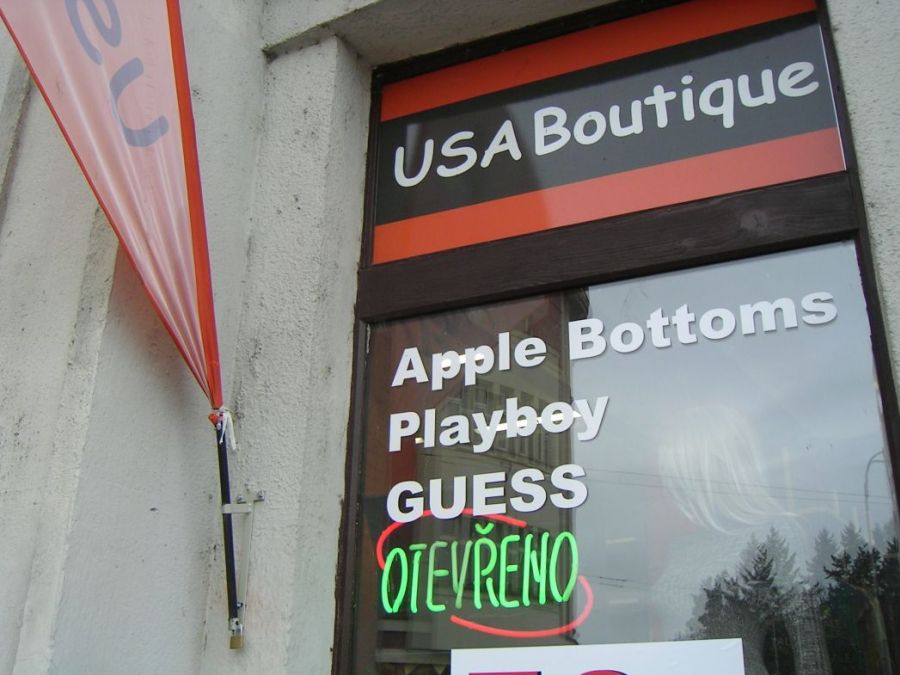 USA Boutique
Apple Bottoms
Playboy
GUESS
OTEVŘENO